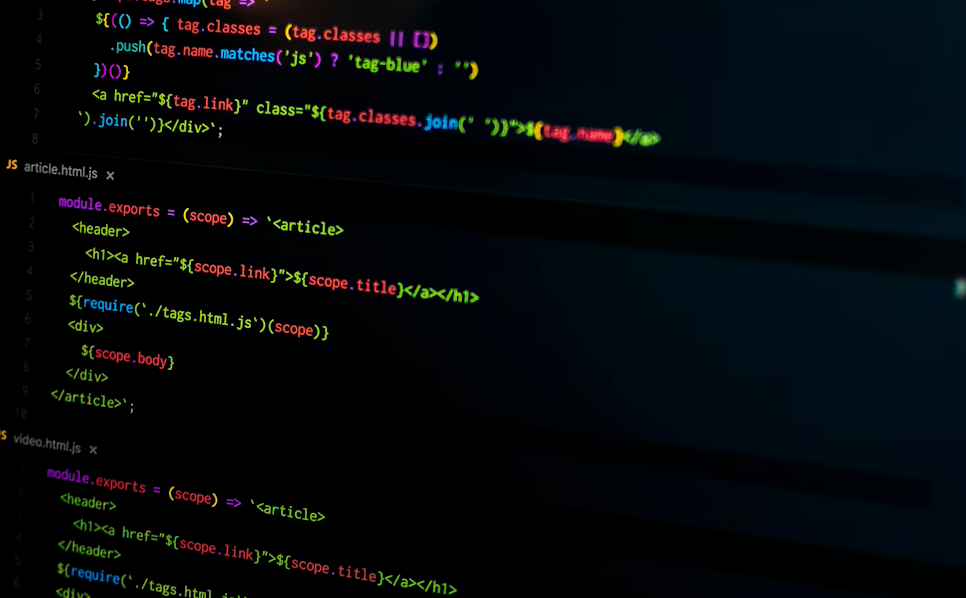 map(tag => `
3
${(() => { tag.classes = (tag.classes || [])
4
.push(tag.name.matches('js') ? 'tag-blue' : '')
5
})()}
6
<a href="${tag.link}" class="${tag.classes.join(" ")}">${tag.name}</a>
7
`).join('')}</div>`;
8
JS article.html.js ×
1 module.exports = (scope) => `<article>
2 <header>
3 <h1><a href="${scope.link}">${scope.title}</a></h1>
4 </header>
5 ${require(`./tags.html.js`)(scope)}
6 <div>
7 ${scope.body}
8 </div>
9 </article>`;
10
JS video.html.js ×
1 module.exports = (scope) => `<article>
2 <header>
3 <h1><a href="${scope.link}">${scope.title}</a></h1>
4 </header>
5 ${require(`./tags.html.js
6 <div>